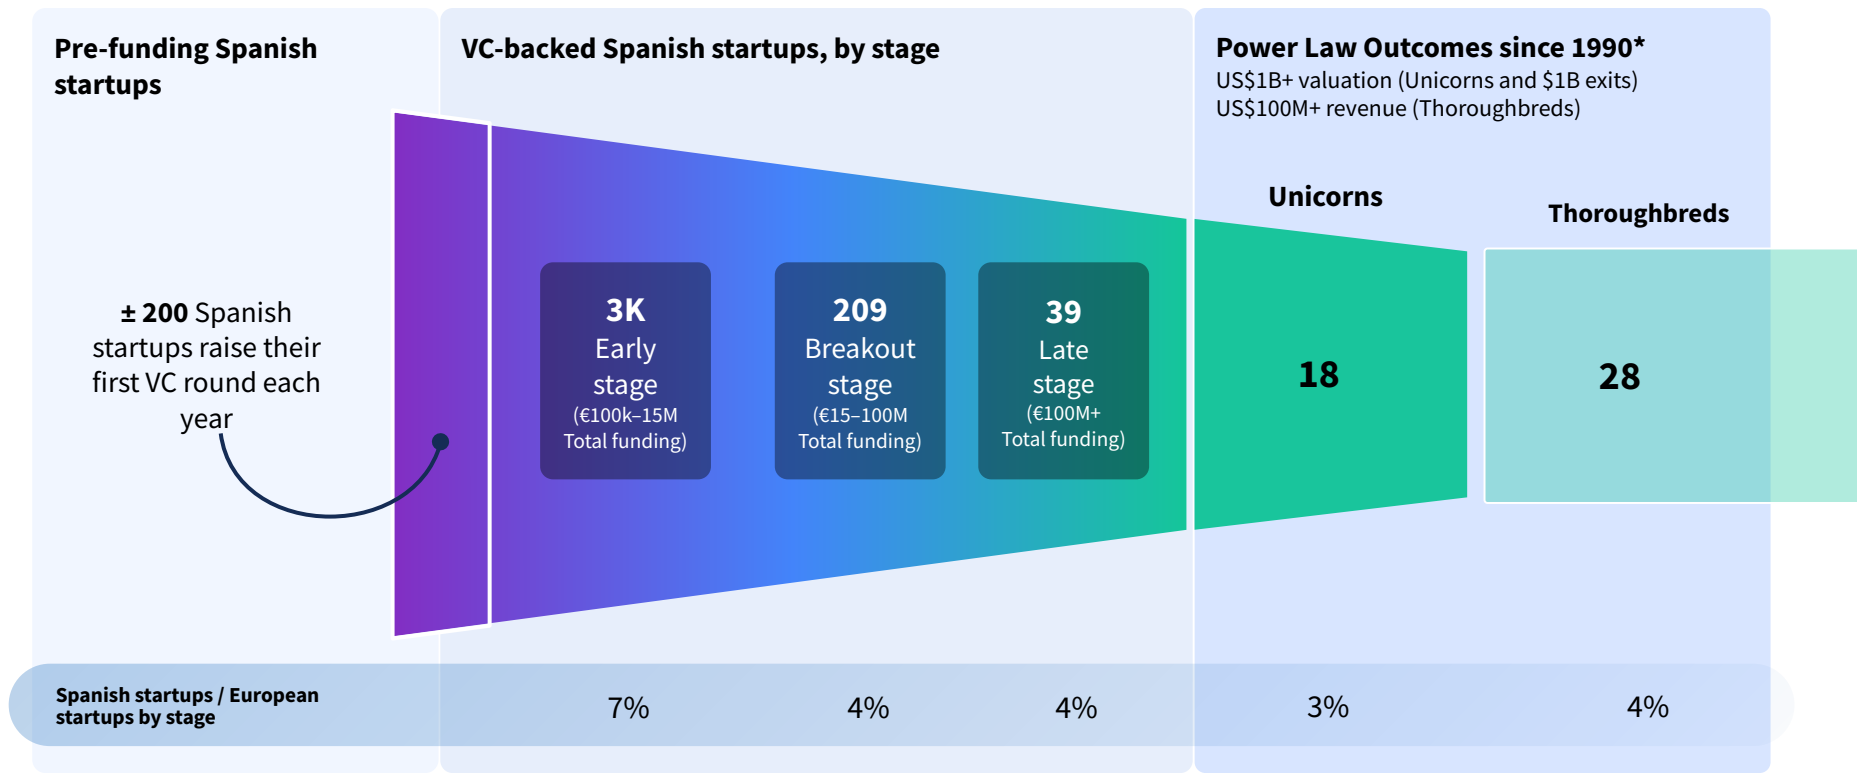 Pre-funding Spanish
startups
± 200 Spanish
startups raise their
first VC round each
year
VC-backed Spanish startups, by stage
3K
Early
stage
(€100k–15M
Total funding)
209
Breakout
stage
(€15–100M
Total funding)
39
Late
stage
(€100M+
Total funding)
Power Law Outcomes since 1990*
US$1B+ valuation (Unicorns and $1B exits)
US$100M+ revenue (Thoroughbreds)
Unicorns
18
Thoroughbreds
28
Spanish startups / European
startups by stage
7%
4%
4%
3%
4%